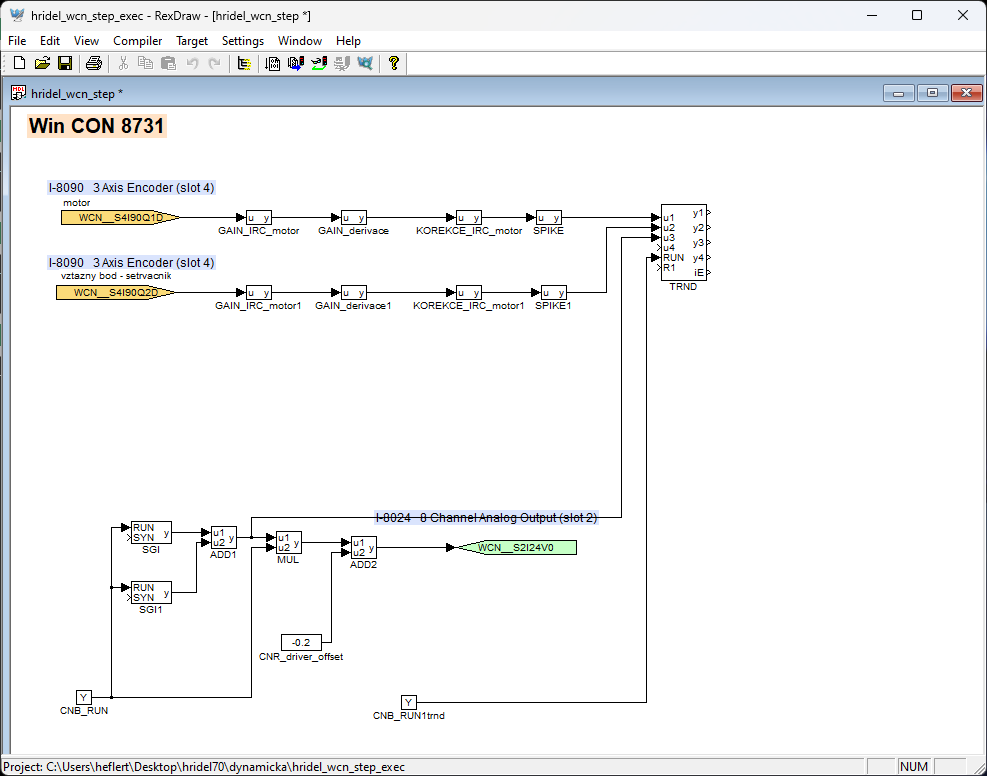 hridel_wcn_step_exec - RexDraw - [hridel_wcn_step *]
File Edit View Compiler Target Settings Window Help
hridel_wcn_step *
Win CON 8731
I-8090 3 Axis Encoder (slot 4)
motor
WCN__S4I90Q1D
u y
GAIN_IRC_motor
u y
GAIN_derivace
u y
KOREKCE_IRC_motor
u y
SPIKE
u1 y1
u2 y2
u3 y3
u4
RUN y4
R1 iE
TRND
I-8090 3 Axis Encoder (slot 4)
vztazny bod - setrvacnik
WCN__S4I90Q2D
u y
GAIN_IRC_motor1
u y
GAIN_derivace1
u y
KOREKCE_IRC_motor1
u y
SPIKE1
I-8024 8 Channel Analog Output (slot 2)
RUN y
SYN
SGI
u1 y
u2
ADD1
u1 y
u2
MUL
u1 y
u2
ADD2
WCN__S2I24V0
RUN y
SYN
SGI1
-0.2
CNR_driver_offset
Y
CNB_RUN
Y
CNB_RUN1trnd
Project: C:\Users\heflert\Desktop\hridel70\dynamicka\hridel_wcn_step_exec
NUM